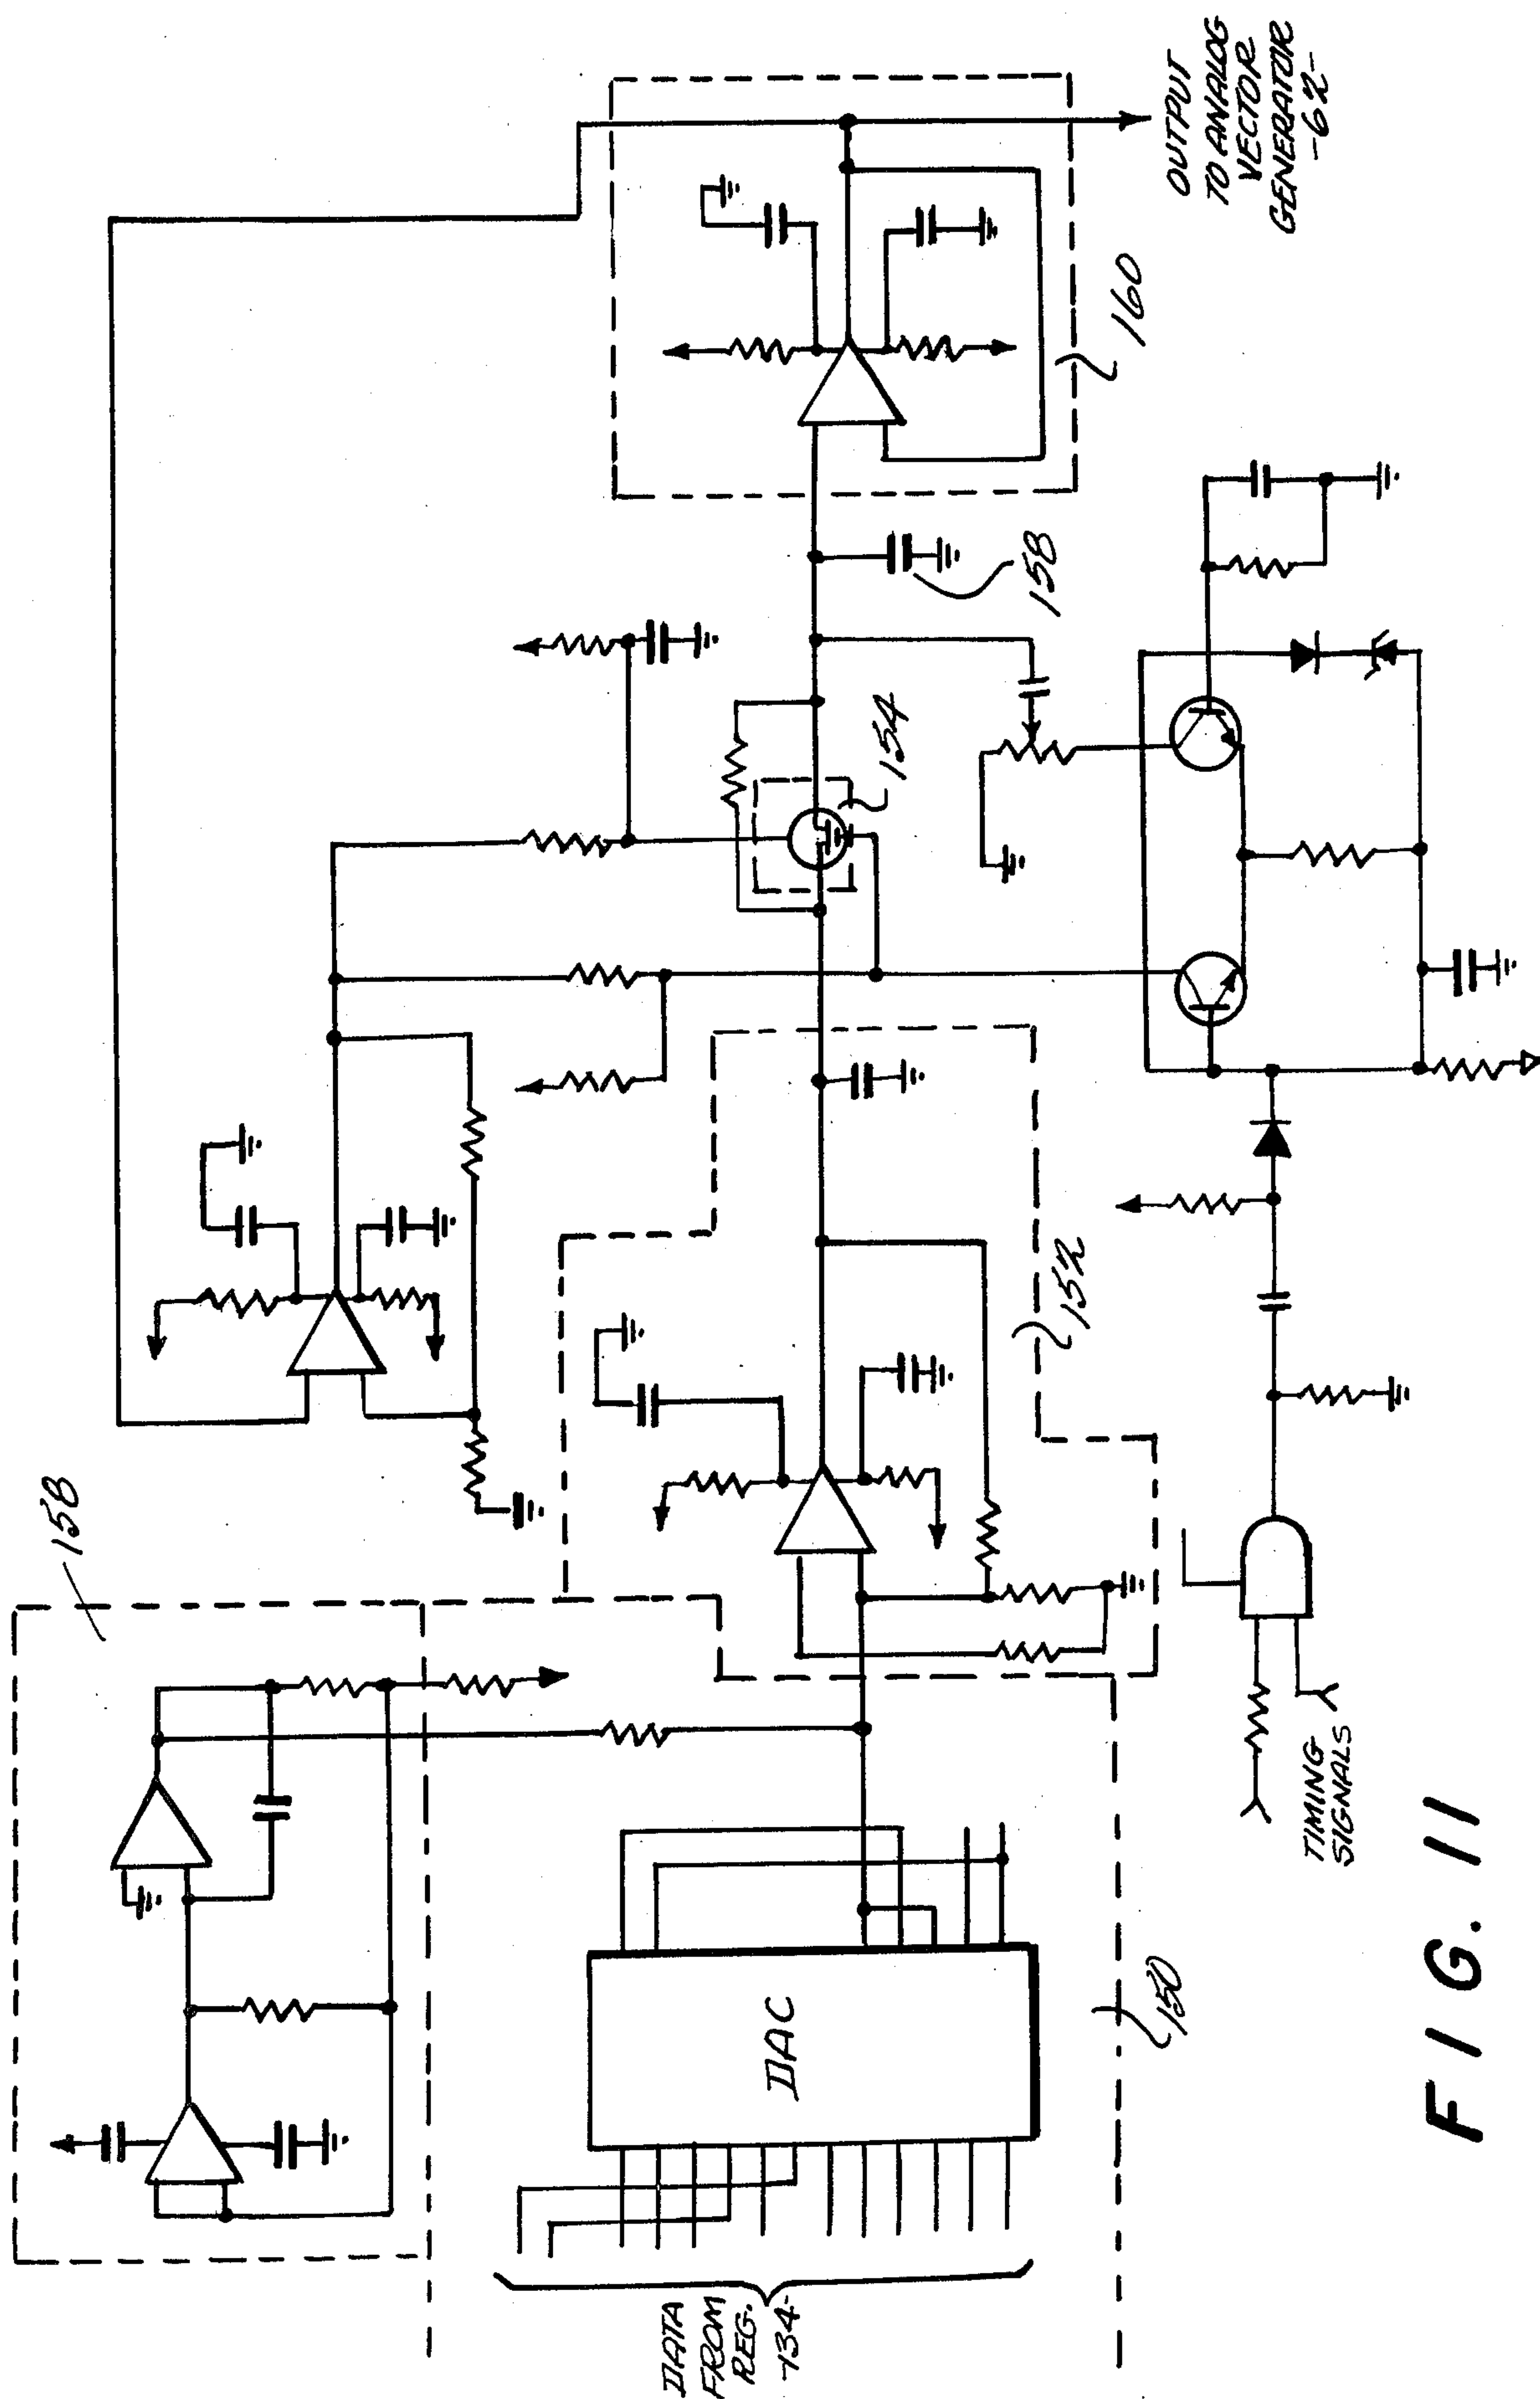 158
DATA
FROM
REG.
-134-
DAC
150
152
154
158
160
OUTPUT
TO ANALOG
VECTOR
GENERATOR
-62-
TIMING
SIGNALS
FIG. 11